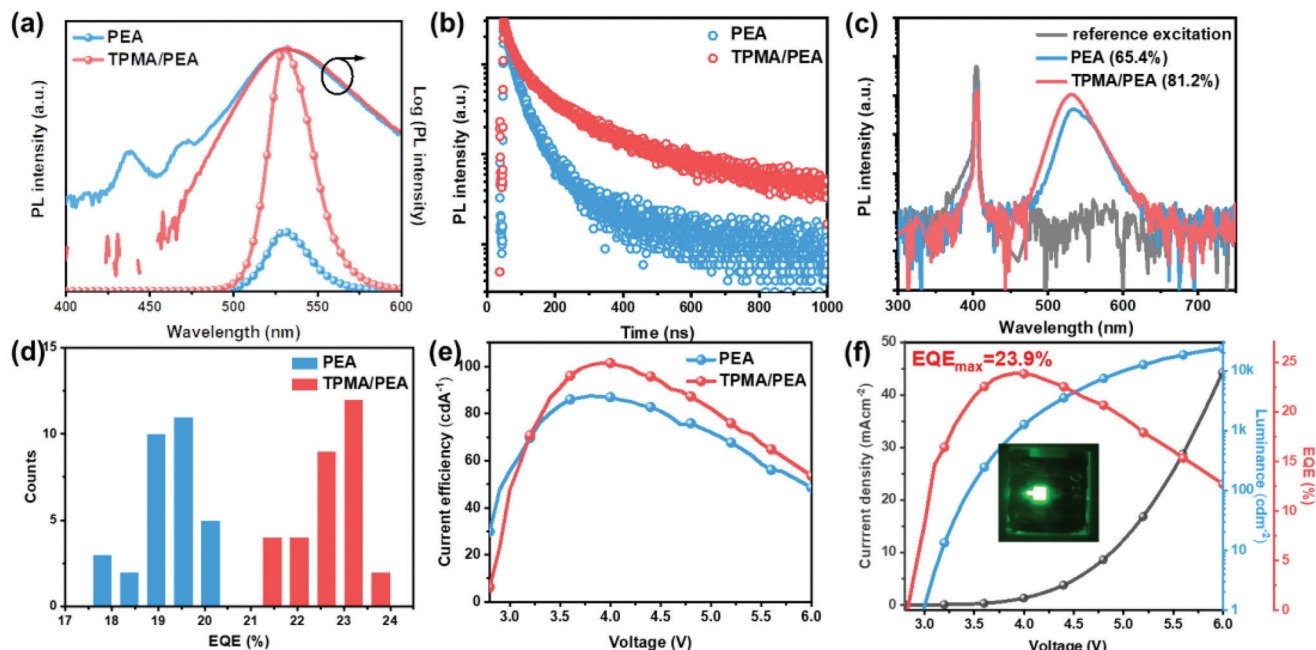 (a)
PEA
TPMA/PEA
PL intensity (a.u.)
Log (PL intensity)
400 450 500 550 600
Wavelength (nm)
(b)
PEA
TPMA/PEA
PL intensity (a.u.)
0 200 400 600 800 1000
Time (ns)
(c)
reference excitation
PEA (65.4%)
TPMA/PEA (81.2%)
PL intensity (a.u.)
300 400 500 600 700
Wavelength (nm)
(d)
PEA
TPMA/PEA
15
10
5
0
Counts
17 18 19 20 21 22 23 24
EQE (%)
(e)
PEA
TPMA/PEA
100
80
60
40
20
0
Current efficiency (cdA-1)
3.0 3.5 4.0 4.5 5.0 5.5 6.0
Voltage (V)
(f)
EQEmax=23.9%
50
40
30
20
10
0
Currrent density (mAcm-2)
10k
1k
100
10
1
Luminance (cdm-2)
25
20
15
10
5
0
EQE (%)
3.0 3.5 4.0 4.5 5.0 5.5 6.0
Voltage (V)